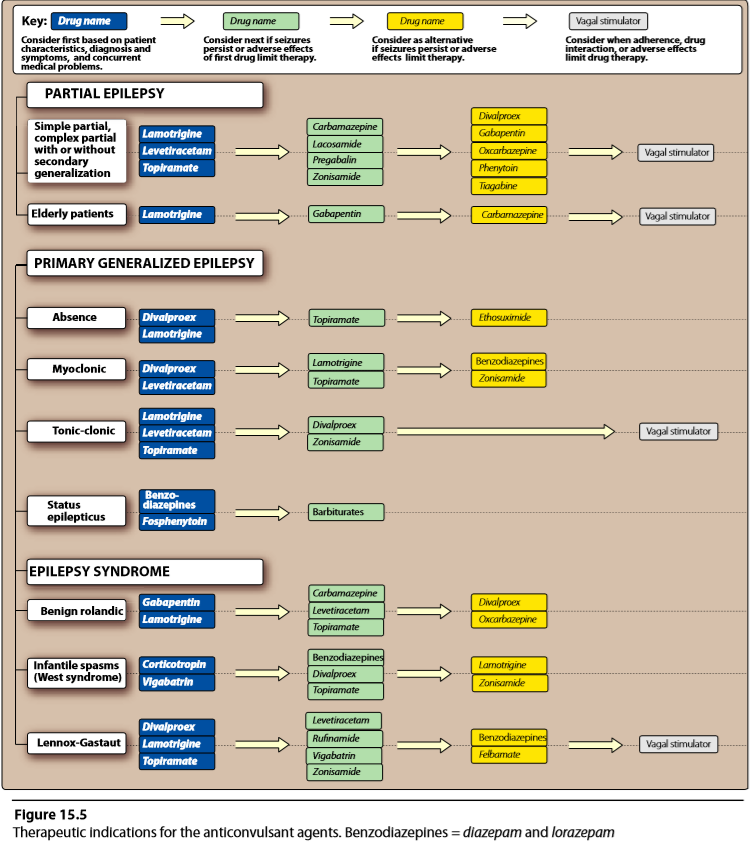 Key:
Drug name
Drug name
Drug name
Vagal stimulator
Consider first based on patient
characteristics, diagnosis and
symptoms, and concurrent
medical problems.
Consider next if seizures
persist or adverse effects
of first drug limit therapy.
Consider as alternative
if seizures persist or adverse
effects limit therapy.
Consider when adherence, drug
interaction, or adverse effects
limit drug therapy.
PARTIAL EPILEPSY
Simple partial,
complex partial
with or without
secondary
generalization
Lamotrigine
Levetiracetam
Topiramate
Carbamazepine
Lacosamide
Pregabalin
Zonisamide
Divalproex
Gabapentin
Oxcarbazepine
Phenytoin
Tiagabine
Vagal stimulator
Elderly patients
Lamotrigine
Gabapentin
Carbamazepine
Vagal stimulator
PRIMARY GENERALIZED EPILEPSY
Absence
Divalproex
Lamotrigine
Topiramate
Ethosuximide
Myoclonic
Divalproex
Levetiracetam
Lamotrigine
Topiramate
Benzodiazepines
Zonisamide
Tonic-clonic
Lamotrigine
Levetiracetam
Topiramate
Divalproex
Zonisamide
Vagal stimulator
Status
epilepticus
Benzo-
diazepines
Fosphenytoin
Barbiturates
EPILEPSY SYNDROME
Benign rolandic
Gabapentin
Lamotrigine
Carbamazepine
Levetiracetam
Topiramate
Divalproex
Oxcarbazepine
Infantile spasms
(West syndrome)
Corticotropin
Vigabatrin
Benzodiazepines
Divalproex
Topiramate
Lamotrigine
Zonisamide
Lennox-Gastaut
Divalproex
Lamotrigine
Topiramate
Levetiracetam
Rufinamide
Vigabatrin
Zonisamide
Benzodiazepines
Felbamate
Vagal stimulator
Figure 15.5
Therapeutic indications for the anticonvulsant agents. Benzodiazepines = diazepam and lorazepam